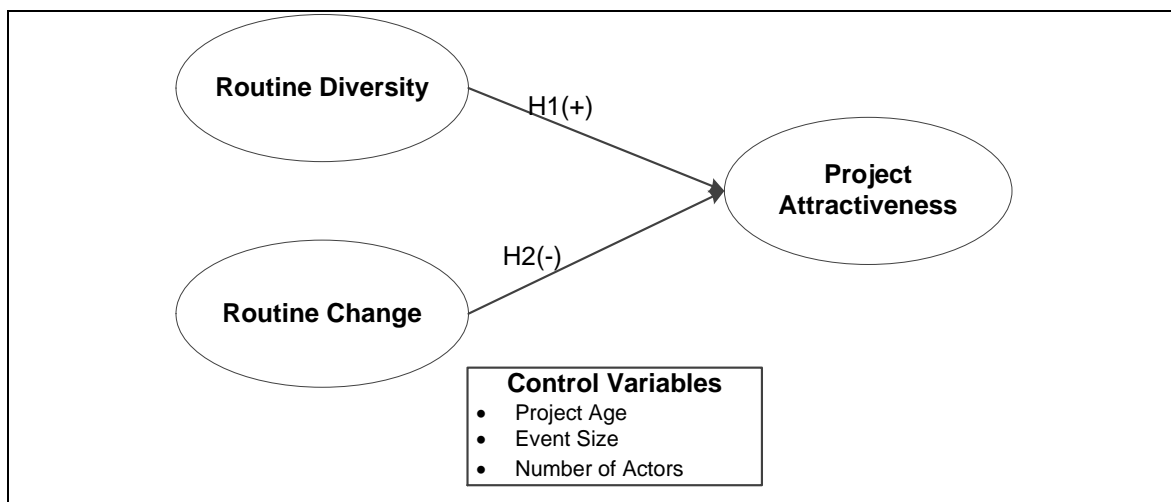 Routine Diversity
H1(+)
Project
Attractiveness
H2(-)
Routine Change
Control Variables
• Project Age
• Event Size
• Number of Actors